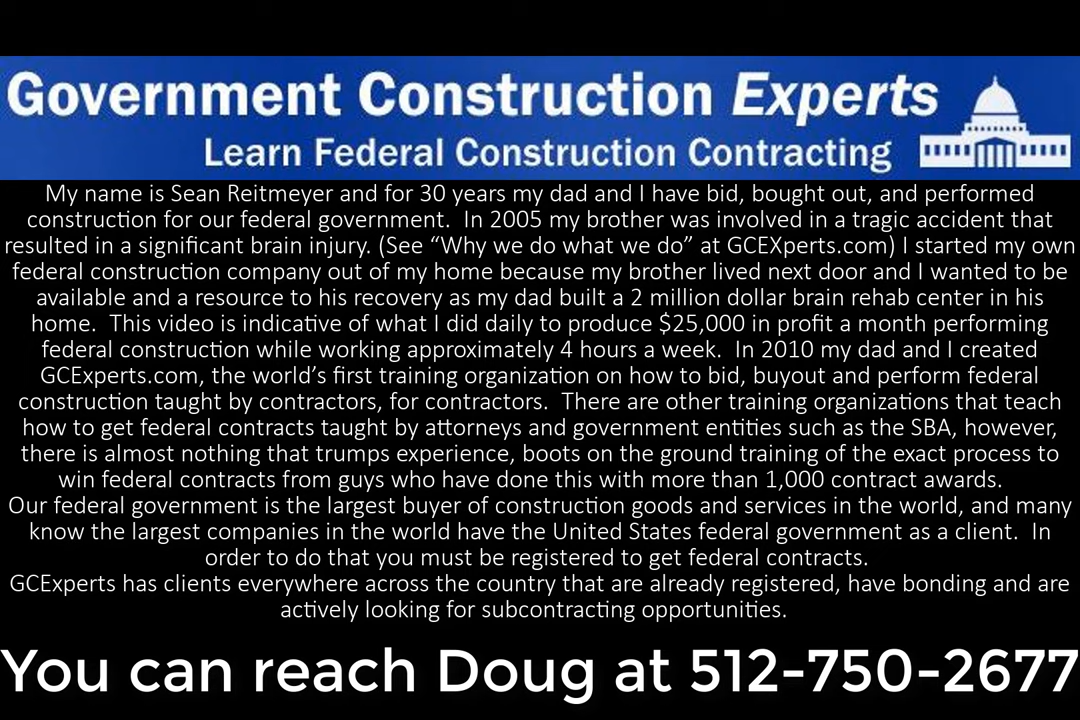 Government Construction Experts
Learn Federal Construction Contracting
My name is Sean Reitmeyer and for 30 years my dad and I have bid, bought out, and performed
construction for our federal government.  In 2005 my brother was involved in a tragic accident that
resulted in a significant brain injury. (See “Why we do what we do” at GCEXperts.com) I started my own
federal construction company out of my home because my brother lived next door and I wanted to be
available and a resource to his recovery as my dad built a 2 million dollar brain rehab center in his
home.  This video is indicative of what I did daily to produce $25,000 in profit a month performing
federal construction while working approximately 4 hours a week.  In 2010 my dad and I created
GCExperts.com, the world’s first training organization on how to bid, buyout and perform federal
construction taught by contractors, for contractors.  There are other training organizations that teach
how to get federal contracts taught by attorneys and government entities such as the SBA, however,
there is almost nothing that trumps experience, boots on the ground training of the exact process to
win federal contracts from guys who have done this with more than 1,000 contract awards.
Our federal government is the largest buyer of construction goods and services in the world, and many
know the largest companies in the world have the United States federal government as a client.  In
order to do that you must be registered to get federal contracts.
GCExperts has clients everywhere across the country that are already registered, have bonding and are
actively looking for subcontracting opportunities.
You can reach Doug at 512-750-2677